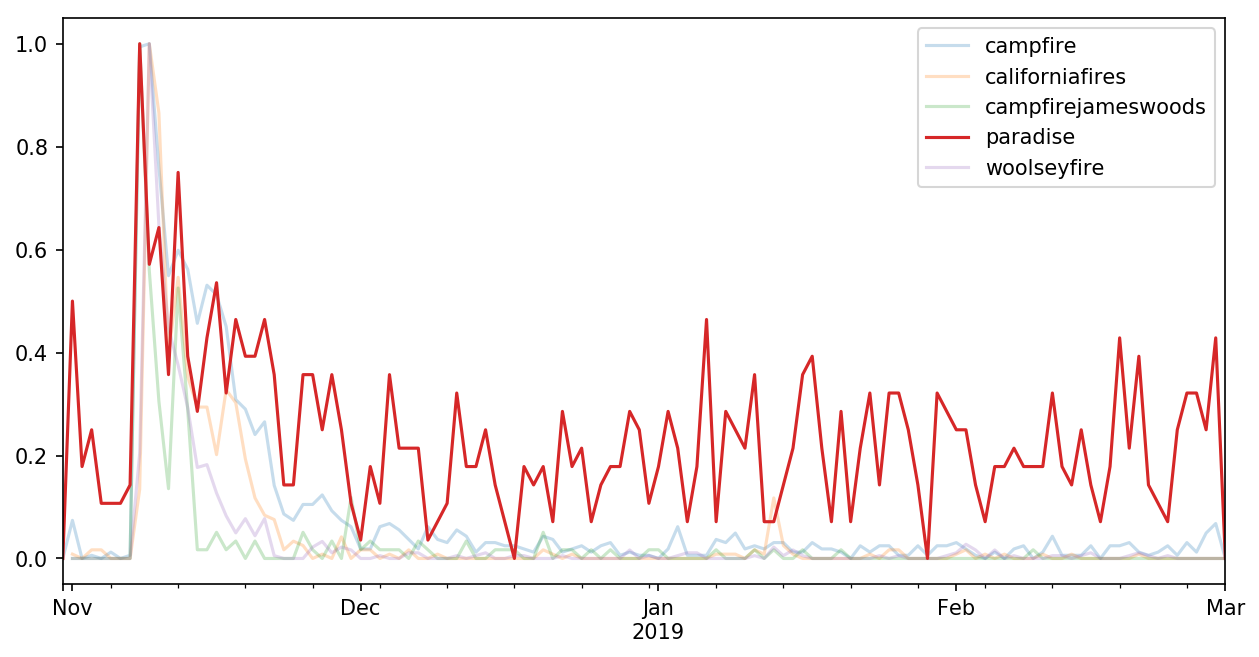 1.0
0.8
0.6
0.4
0.2
0.0
campfire
californiafires
campfirejameswoods
paradise
woolseyfire
Nov Dec Jan Feb Mar
2019